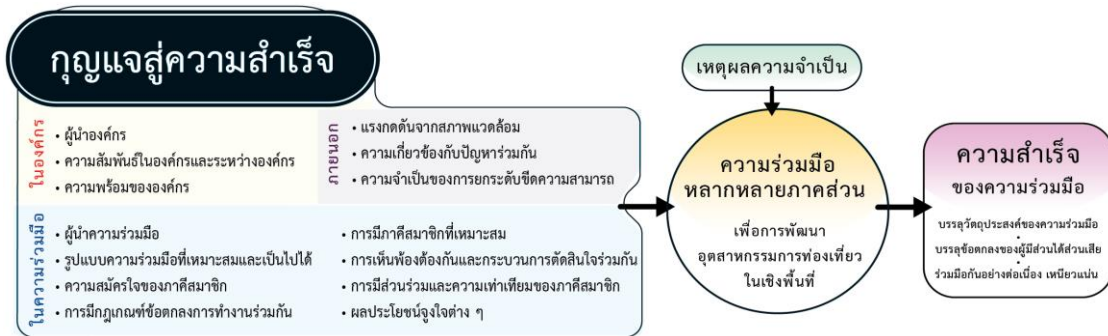 กุญแจสู่ความสำเร็จ
ในองค์กร
• ผู้นำองค์กร
• ความสัมพันธ์ในองค์กรและระหว่างองค์กร
• ความพร้อมขององค์กร
ภายนอก
• แรงกดดันจากสภาพแวดล้อม
• ความเกี่ยวข้องกับปัญหาร่วมกัน
• ความจำเป็นของการยกระดับขีดความสามารถ
ในความร่วมมือ
• ผู้นำความร่วมมือ
• รูปแบบความร่วมมือที่เหมาะสมและเป็นไปได้
• ความสมัครใจของภาคีสมาชิก
• การมีกฎเกณฑ์ข้อตกลงการทำงานร่วมกัน
• การมีภาคีสมาชิกที่เหมาะสม
• การเห็นพ้องต้องกันและกระบวนการตัดสินใจร่วมกัน
• การมีส่วนร่วมและความเท่าเทียมของภาคีสมาชิก
• ผลประโยชน์จูงใจต่าง ๆ
เหตุผลความจำเป็น
ความร่วมมือ
หลากหลายภาคส่วน
เพื่อการพัฒนา
อุตสาหกรรมการท่องเที่ยว
ในเชิงพื้นที่
ความสำเร็จ
ของความร่วมมือ
บรรลุวัตถุประสงค์ของความร่วมมือ
•
บรรลุข้อตกลงของผู้มีส่วนได้ส่วนเสีย
•
ร่วมมือกันอย่างต่อเนื่อง เหนียวแน่น